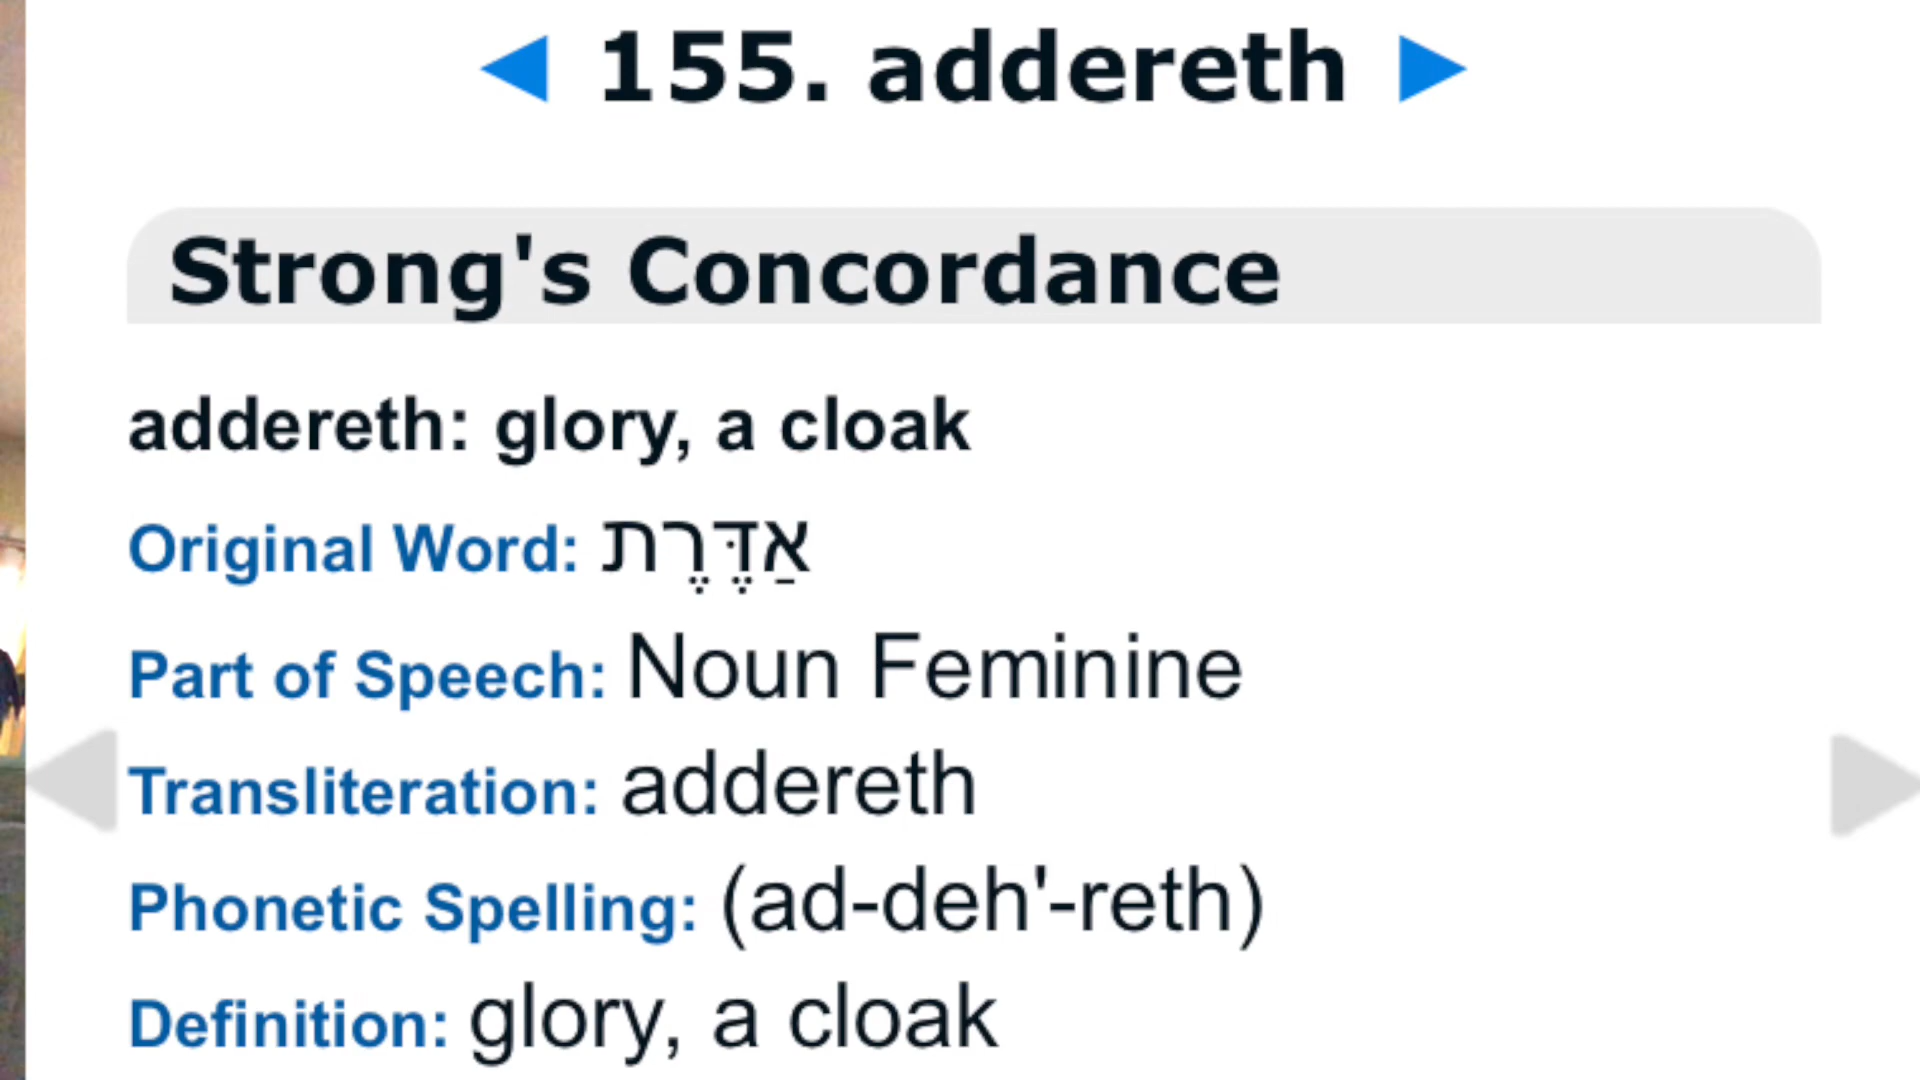 155. addereth
Strong's Concordance
addereth: glory, a cloak
Original Word: אַדֶּרֶת
Part of Speech: Noun Feminine
Transliteration: addereth
Phonetic Spelling: (ad-deh'-reth)
Definition: glory, a cloak